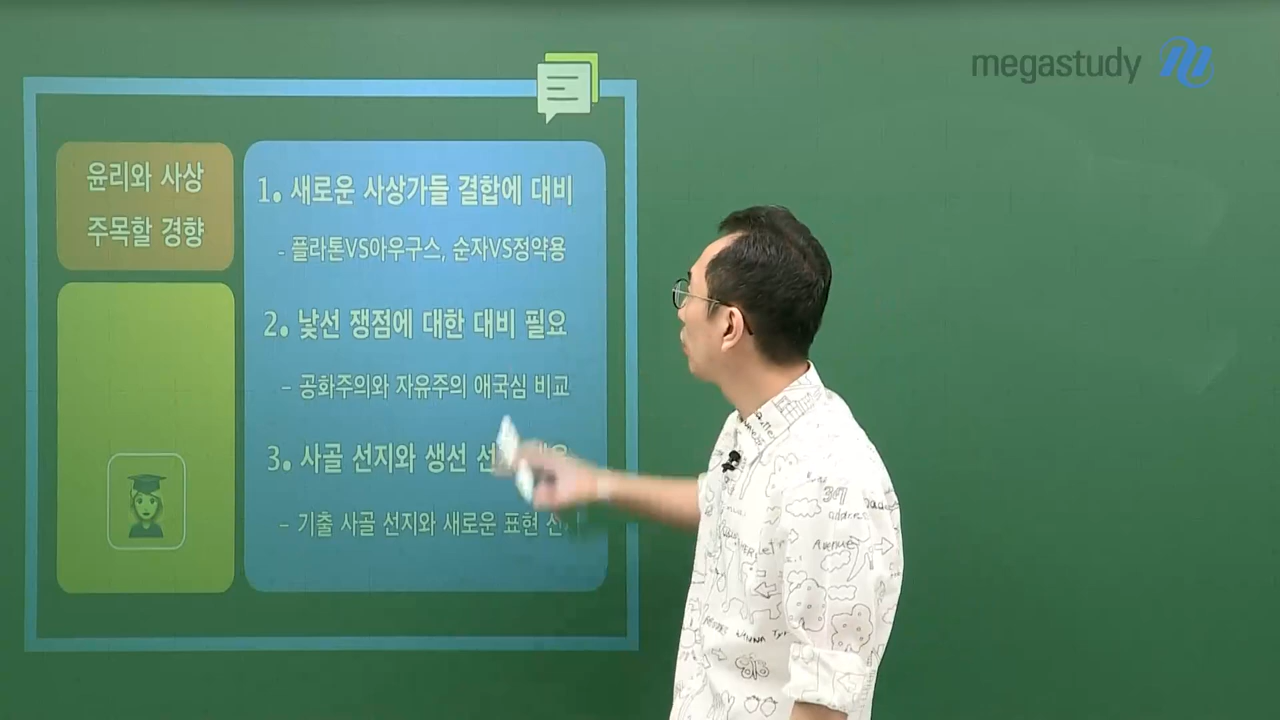 megastudy
윤리와 사상
주목할 경향
1. 새로운 사상가들 결합에 대비
- 플라톤VS아우구스, 순자VS정약용
2. 낯선 쟁점에 대한 대비 필요
- 공화주의와 자유주의 애국심 비교
3. 사골 선지와 생선
- 기출 사골 선지와 새로운 표현
Avenue